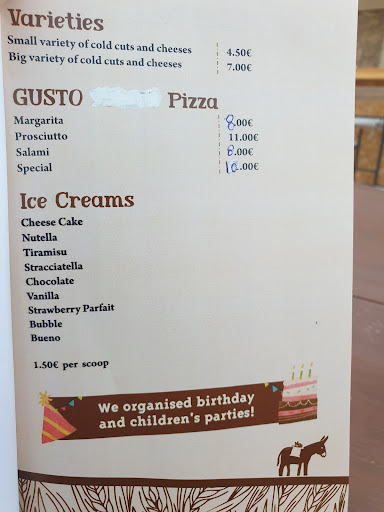 Varieties
Small variety of cold cuts and cheeses 4.50€
Big variety of cold cuts and cheeses 7.00€
GUSTO Pizza
Margarita 8.00€
Prosciutto 11.00€
Salami 8.00€
Special 10.00€
Ice Creams
Cheese Cake
Nutella
Tiramisu
Stracciatella
Chocolate
Vanilla
Strawberry Parfait
Bubble
Bueno
1.50€ per scoop
We organised birthday
and children's parties!